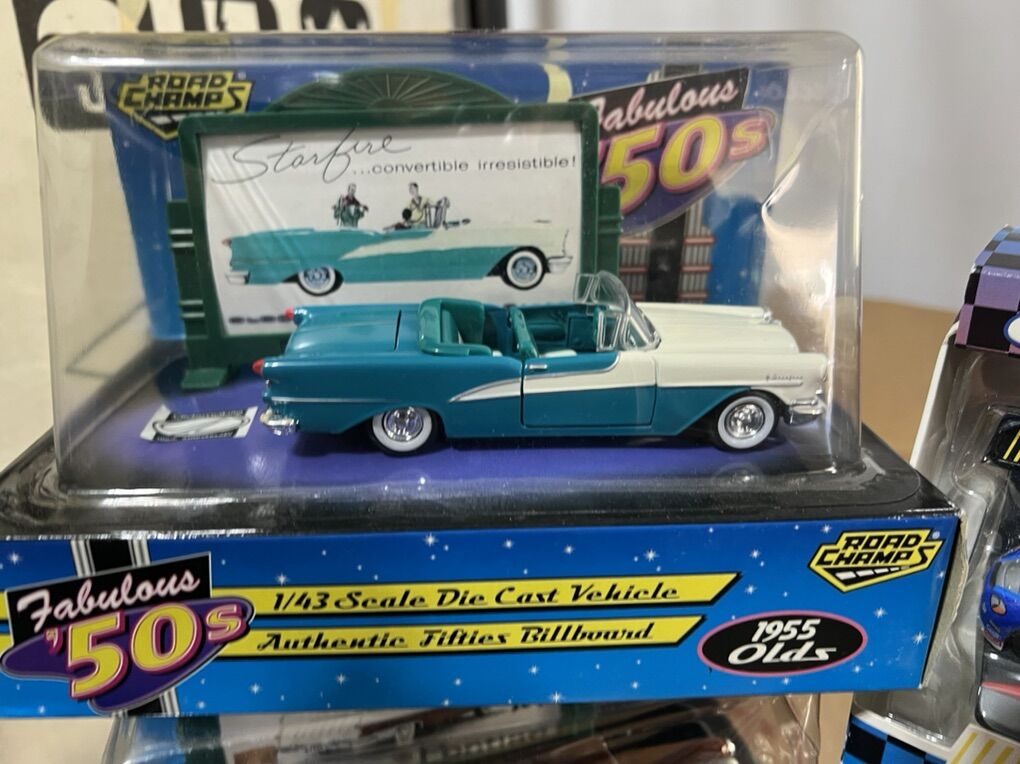 ROAD
CHAMPS
Fabulous
'50s
Starfire
...convertible irresistible!
Fabulous
'50s
1/43 Scale Die Cast Vehicle
Authentic Fifties Billboard
ROAD
CHAMPS
1955
Olds